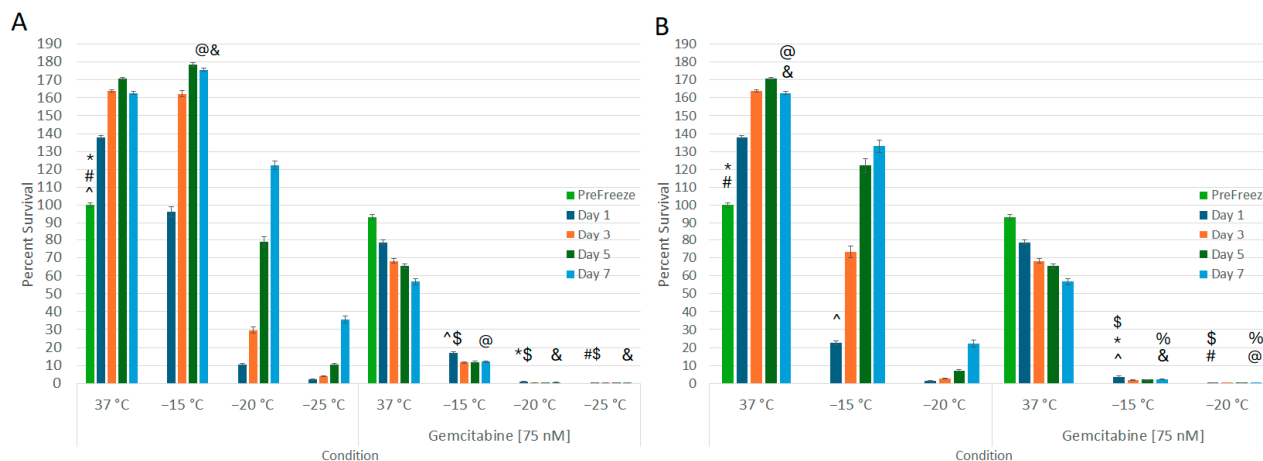 A
190
180
170
160
150
140
130
120
110
100
90
80
70
60
50
40
30
20
10
0
Percent Survival
@&
*
#
^
^$
@
*$
&
#$
&
PreFreeze
Day 1
Day 3
Day 5
Day 7
37 °C
−15 °C
−20 °C
−25 °C
37 °C
−15 °C
−20 °C
−25 °C
Gemcitabine [75 nM]
Condition
B
190
180
170
160
150
140
130
120
110
100
90
80
70
60
50
40
30
20
10
0
Percent Survival
@
&
*
#
^
$
*
^
%
&
$
#
%
@
PreFreeze
Day 1
Day 3
Day 5
Day 7
37 °C
−15 °C
−20 °C
37 °C
−15 °C
−20 °C
Gemcitabine [75 nM]
Condition